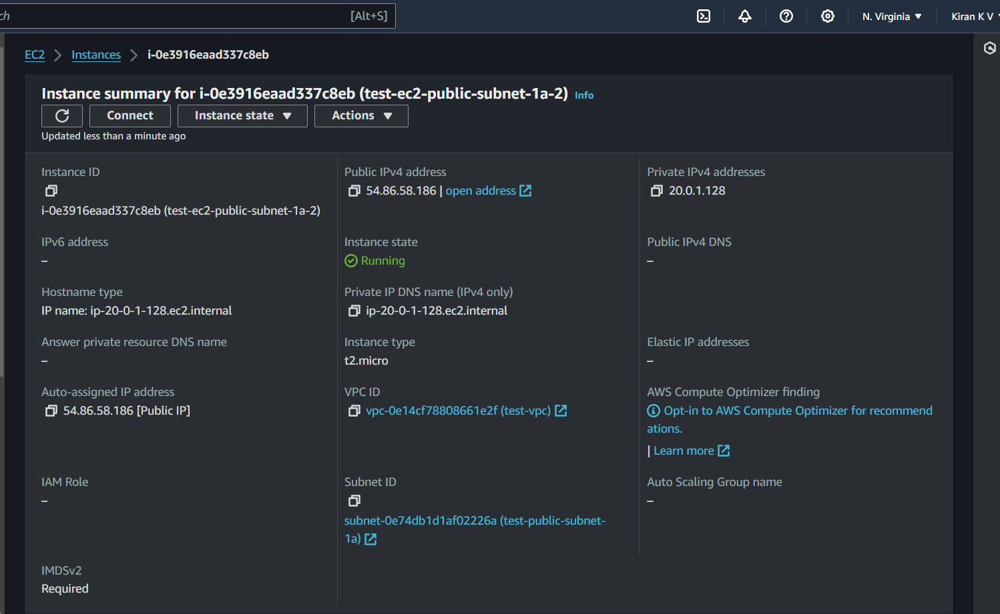 ch [Alt+S] N. Virginia ▼ Kiran K V
EC2 > Instances > i-0e3916eaad337c8eb
Instance summary for i-0e3916eaad337c8eb (test-ec2-public-subnet-1a-2) Info
Connect Instance state ▼ Actions ▼
Updated less than a minute ago
Instance ID
i-0e3916eaad337c8eb (test-ec2-public-subnet-1a-2)
Public IPv4 address
54.86.58.186 | open address
Private IPv4 addresses
20.0.1.128
IPv6 address
–
Instance state
Running
Public IPv4 DNS
–
Hostname type
IP name: ip-20-0-1-128.ec2.internal
Private IP DNS name (IPv4 only)
ip-20-0-1-128.ec2.internal
Answer private resource DNS name
–
Instance type
t2.micro
Elastic IP addresses
–
Auto-assigned IP address
54.86.58.186 [Public IP]
VPC ID
vpc-0e14cf78808661e2f (test-vpc)
AWS Compute Optimizer finding
Opt-in to AWS Compute Optimizer for recommend
ations.
| Learn more
IAM Role
–
Subnet ID
subnet-0e74db1d1af02226a (test-public-subnet-
1a)
Auto Scaling Group name
–
IMDSv2
Required